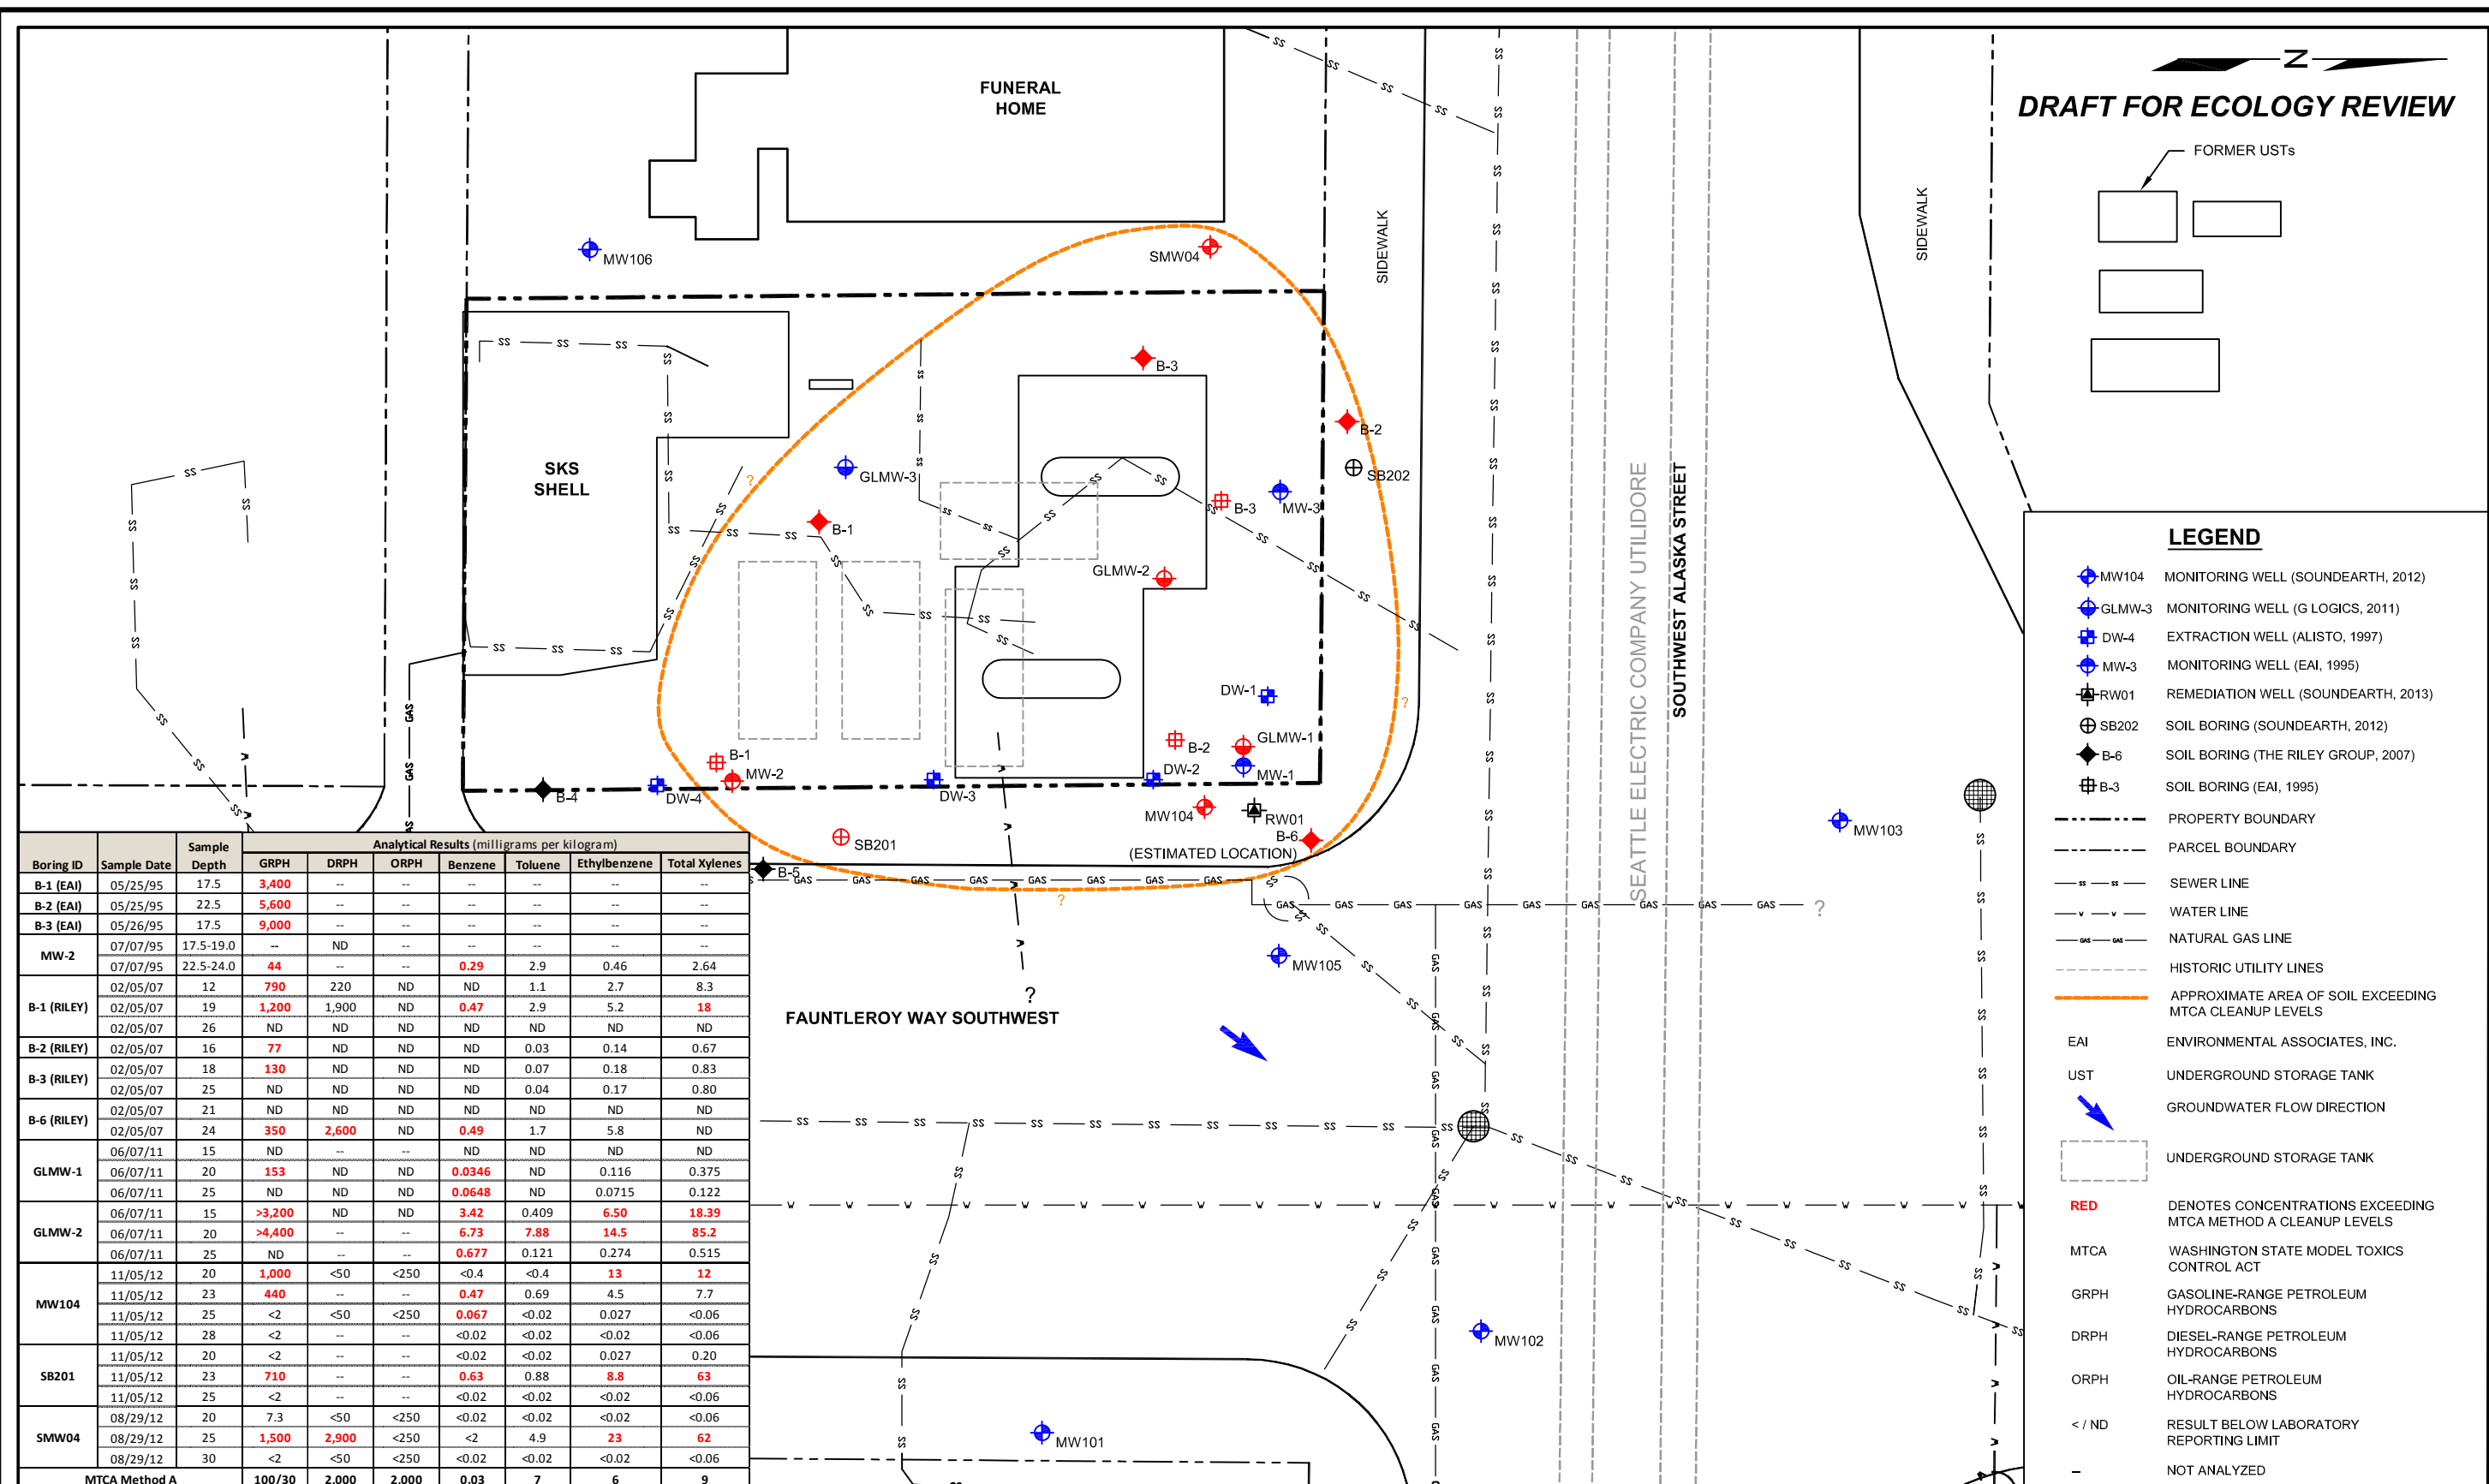 FUNERAL
HOME
DRAFT FOR ECOLOGY REVIEW
N
FORMER USTs
SIDEWALK
SIDEWALK
MW106
SMW04
B-3
B-2
SB202
SKS
SHELL
GLMW-3
MW-3
B-3
B-1
GLMW-2
DW-1
B-2
GLMW-1
B-1
MW-2
DW-2
MW-1
DW-3
DW-4
B-4
MW104
RW01
B-6
(ESTIMATED LOCATION)
SB201
B-5
MW103
MW105
MW102
MW101
SEATTLE ELECTRIC COMPANY UTILIDORE
SOUTHWEST ALASKA STREET
FAUNTLEROY WAY SOUTHWEST
Boring ID Sample Date Sample Depth Analytical Results (milligrams per kilogram)
GRPH DRPH ORPH Benzene Toluene Ethylbenzene Total Xylenes
B-1 (EAI) 05/25/95 17.5 3,400 -- -- -- -- -- --
B-2 (EAI) 05/25/95 22.5 5,600 -- -- -- -- -- --
B-3 (EAI) 05/26/95 17.5 9,000 -- -- -- -- -- --
MW-2 07/07/95 17.5-19.0 -- ND -- -- -- -- --
07/07/95 22.5-24.0 44 -- -- 0.29 2.9 0.46 2.64
B-1 (RILEY) 02/05/07 12 790 220 ND ND 1.1 2.7 8.3
02/05/07 19 1,200 1,900 ND 0.47 2.9 5.2 18
02/05/07 26 ND ND ND ND ND ND ND
B-2 (RILEY) 02/05/07 16 77 ND ND ND 0.03 0.14 0.67
B-3 (RILEY) 02/05/07 18 130 ND ND ND 0.07 0.18 0.83
02/05/07 25 ND ND ND ND 0.04 0.17 0.80
B-6 (RILEY) 02/05/07 21 ND ND ND ND ND ND ND
02/05/07 24 350 2,600 ND 0.49 1.7 5.8 ND
GLMW-1 06/07/11 15 ND -- -- ND ND ND ND
06/07/11 20 153 ND ND 0.0346 ND 0.116 0.375
06/07/11 25 ND ND ND 0.0648 ND 0.0715 0.122
GLMW-2 06/07/11 15 >3,200 ND ND 3.42 0.409 6.50 18.39
06/07/11 20 >4,400 -- -- 6.73 7.88 14.5 85.2
06/07/11 25 ND -- -- 0.677 0.121 0.274 0.515
MW104 11/05/12 20 1,000 <50 <250 <0.4 <0.4 13 12
11/05/12 23 440 -- -- 0.47 0.69 4.5 7.7
11/05/12 25 <2 <50 <250 0.067 <0.02 0.027 <0.06
11/05/12 28 <2 -- -- <0.02 <0.02 <0.02 <0.06
SB201 11/05/12 20 <2 -- -- <0.02 <0.02 0.027 0.20
11/05/12 23 710 -- -- 0.63 0.88 8.8 63
11/05/12 25 <2 -- -- <0.02 <0.02 <0.02 <0.06
SMW04 08/29/12 20 7.3 <50 <250 <0.02 <0.02 <0.02 <0.06
08/29/12 25 1,500 2,900 <250 <2 4.9 23 62
08/29/12 30 <2 <50 <250 <0.02 <0.02 <0.02 <0.06
MTCA Method A 100/30 2,000 2,000 0.03 7 6 9
LEGEND
MW104 MONITORING WELL (SOUNDEARTH, 2012)
GLMW-3 MONITORING WELL (G LOGICS, 2011)
DW-4 EXTRACTION WELL (ALISTO, 1997)
MW-3 MONITORING WELL (EAI, 1995)
RW01 REMEDIATION WELL (SOUNDEARTH, 2013)
SB202 SOIL BORING (SOUNDEARTH, 2012)
B-6 SOIL BORING (THE RILEY GROUP, 2007)
B-3 SOIL BORING (EAI, 1995)
PROPERTY BOUNDARY
PARCEL BOUNDARY
SS SS SEWER LINE
W W WATER LINE
GAS GAS NATURAL GAS LINE
HISTORIC UTILITY LINES
APPROXIMATE AREA OF SOIL EXCEEDING
MTCA CLEANUP LEVELS
EAI ENVIRONMENTAL ASSOCIATES, INC.
UST UNDERGROUND STORAGE TANK
GROUNDWATER FLOW DIRECTION
UNDERGROUND STORAGE TANK
RED DENOTES CONCENTRATIONS EXCEEDING
MTCA METHOD A CLEANUP LEVELS
MTCA WASHINGTON STATE MODEL TOXICS
CONTROL ACT
GRPH GASOLINE-RANGE PETROLEUM
HYDROCARBONS
DRPH DIESEL-RANGE PETROLEUM
HYDROCARBONS
ORPH OIL-RANGE PETROLEUM
HYDROCARBONS
< / ND RESULT BELOW LABORATORY
REPORTING LIMIT
– NOT ANALYZED